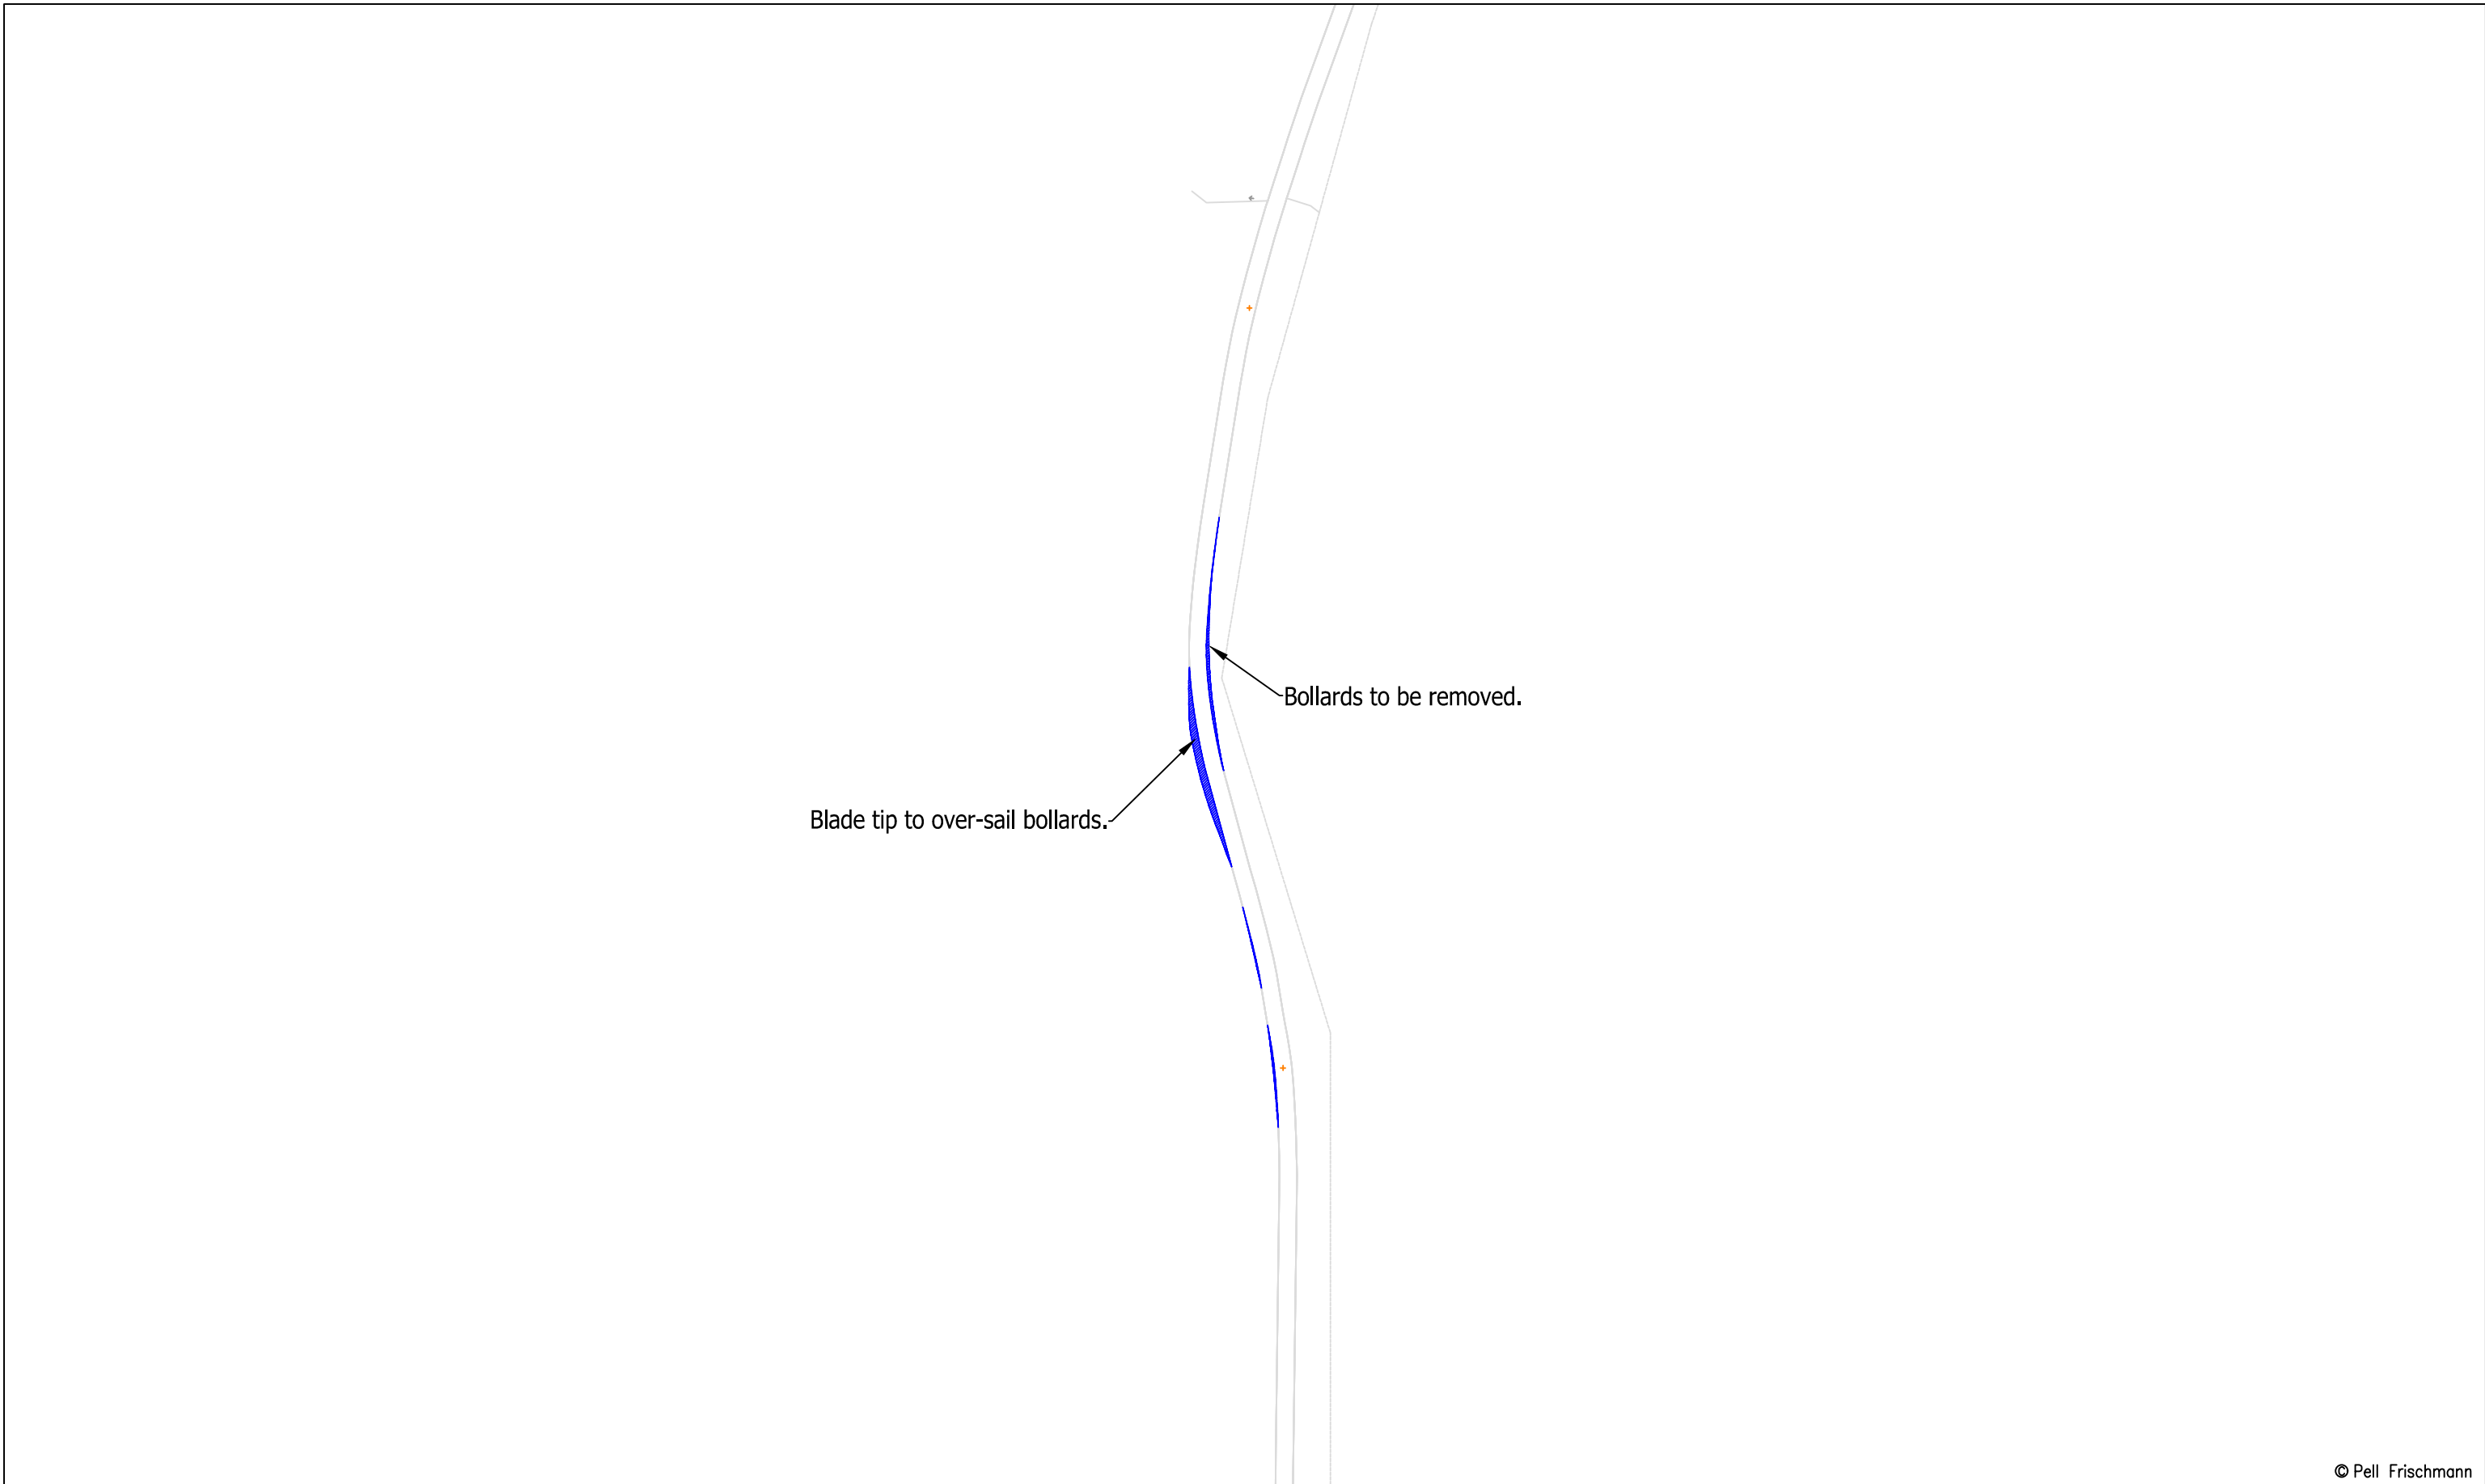 Bollards to be removed.
Blade tip to over-sail bollards.
© Pell Frischmann